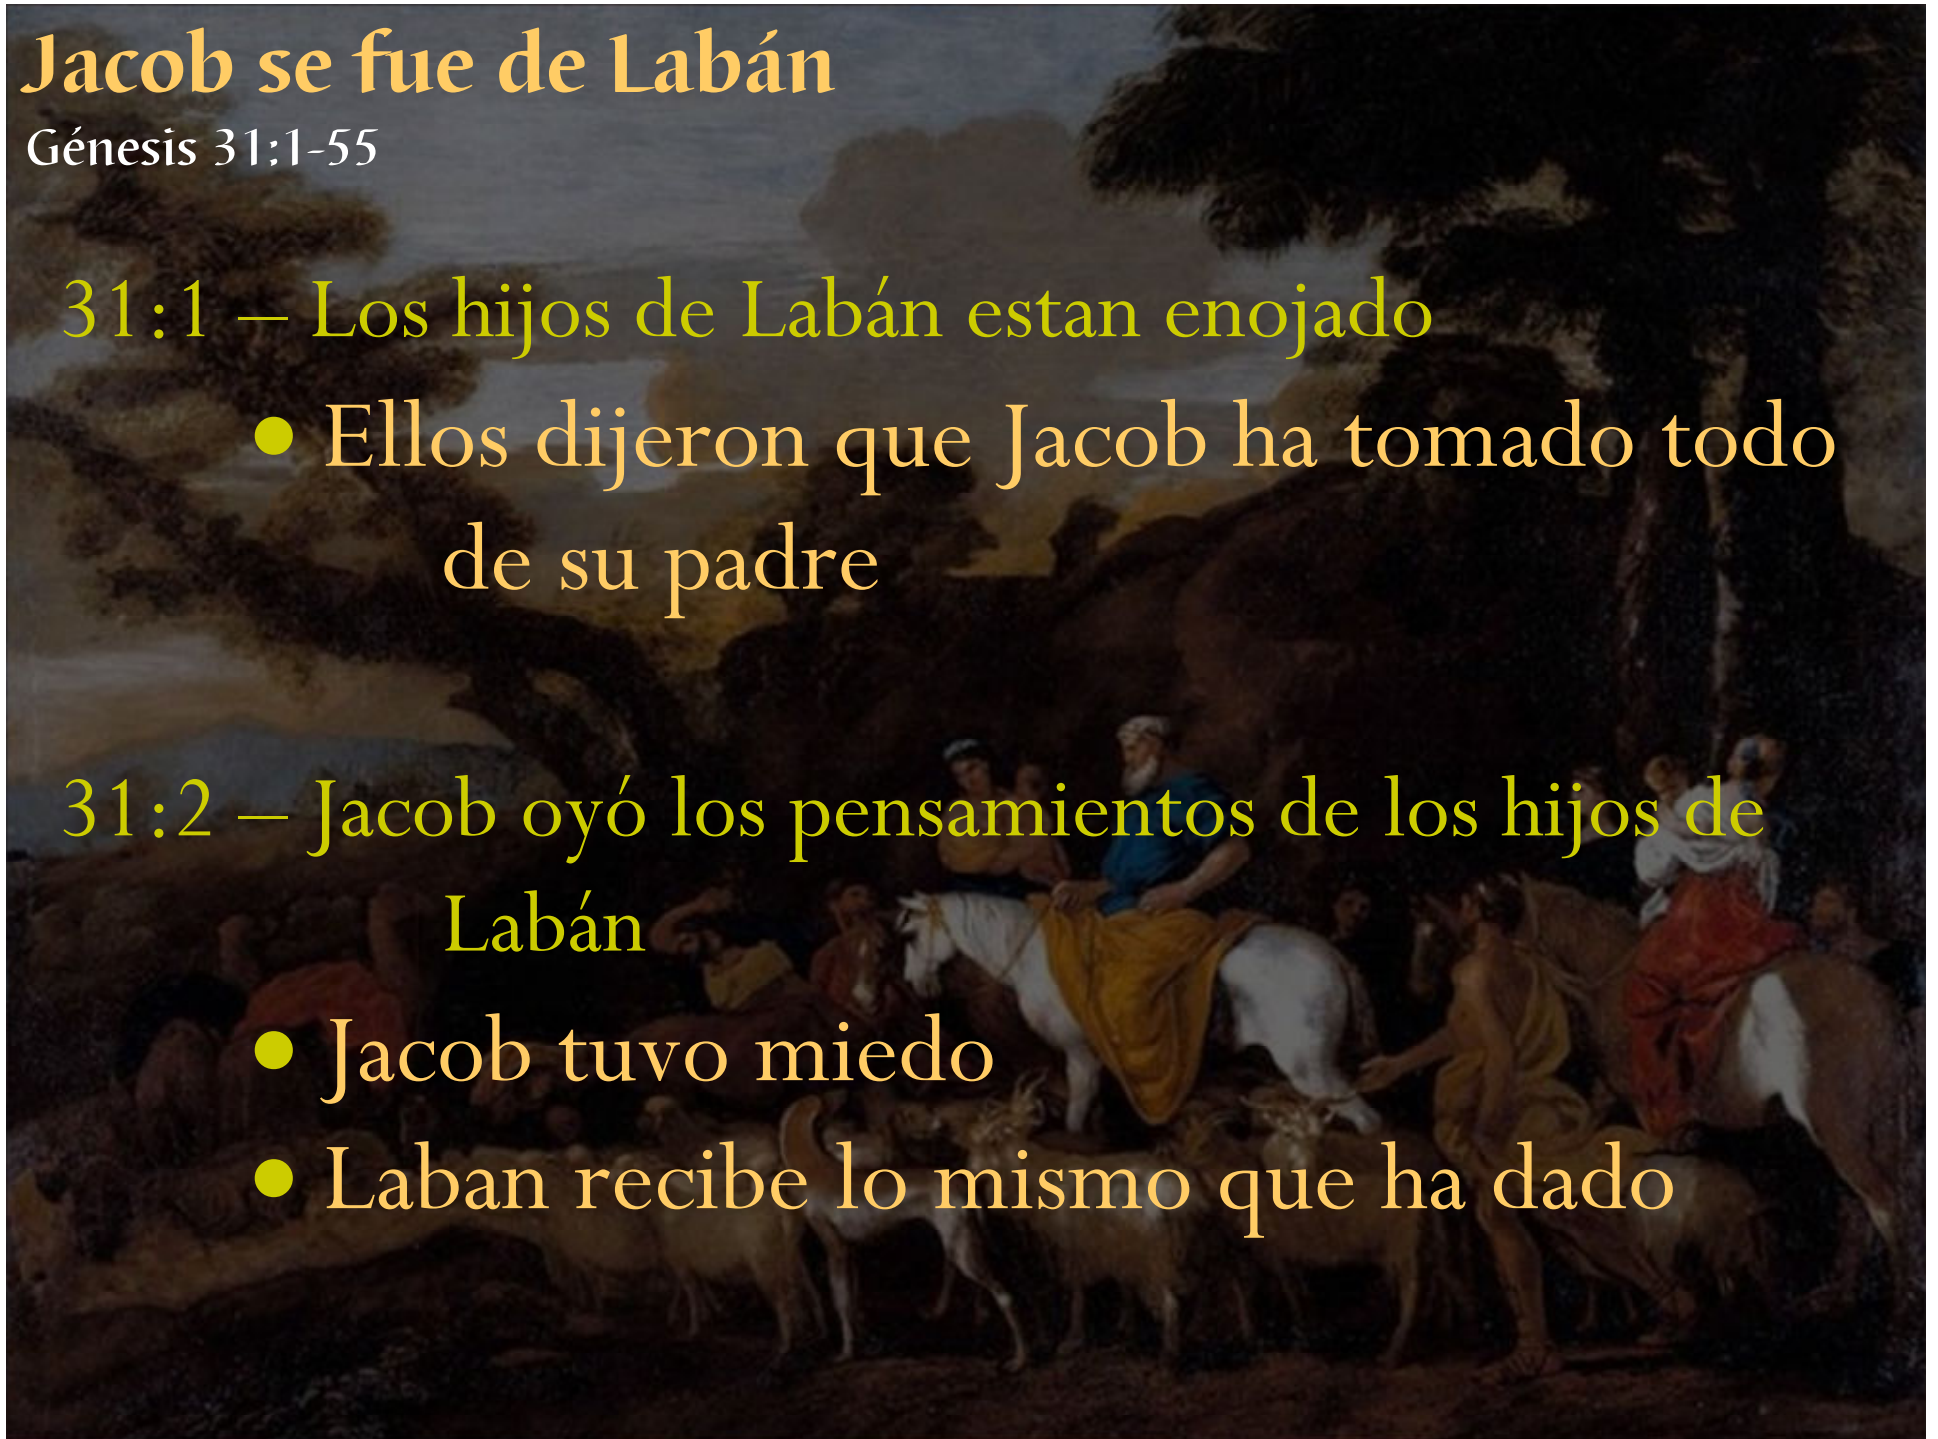 Jacob se fue de Labán
Génesis 31:1-55
31:1 – Los hijos de Labán estan enojado
● Ellos dijeron que Jacob ha tomado todo
de su padre
31:2 – Jacob oyó los pensamientos de los hijos de
Labán
● Jacob tuvo miedo
● Laban recibe lo mismo que ha dado